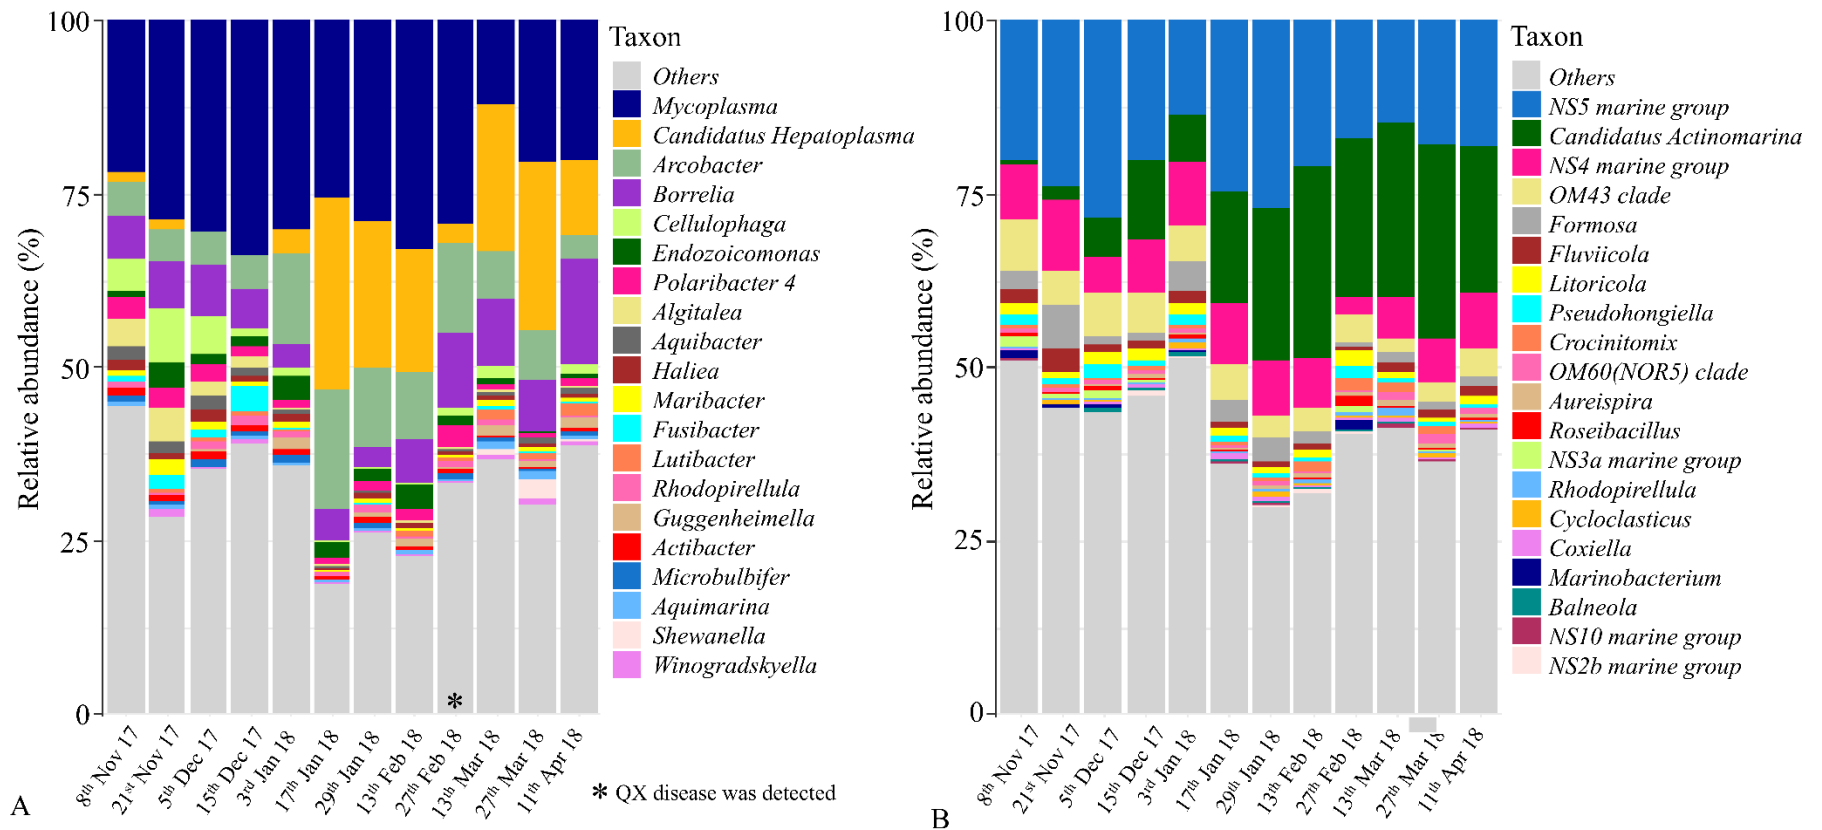 100
75
50
25
0
Relative abundance (%)
8th Nov 17
21st Nov 17
5th Dec 17
15th Dec 17
3rd Jan 18
17th Jan 18
29th Jan 18
13th Feb 18
27th Feb 18
13th Mar 18
27th Mar 18
11th Apr 18
*
A
Taxon
Others
Mycoplasma
Candidatus Hepatoplasma
Arcobacter
Borrelia
Cellulophaga
Endozoicomonas
Polaribacter 4
Algitalea
Aquibacter
Haliea
Maribacter
Fusibacter
Lutibacter
Rhodopirellula
Guggenheimella
Actibacter
Microbulbifer
Aquimarina
Shewanella
Winogradskyella
* QX disease was detected
100
75
50
25
0
Relative abundance (%)
8th Nov 17
21st Nov 17
5th Dec 17
15th Dec 17
3rd Jan 18
17th Jan 18
29th Jan 18
13th Feb 18
27th Feb 18
13th Mar 18
27th Mar 18
11th Apr 18
B
Taxon
Others
NS5 marine group
Candidatus Actinomarina
NS4 marine group
OM43 clade
Formosa
Fluviicola
Litoricola
Pseudohongiella
Crocinitomix
OM60(NOR5) clade
Aureispira
Roseibacillus
NS3a marine group
Rhodopirellula
Cycloclasticus
Coxiella
Marinobacterium
Balneola
NS10 marine group
NS2b marine group